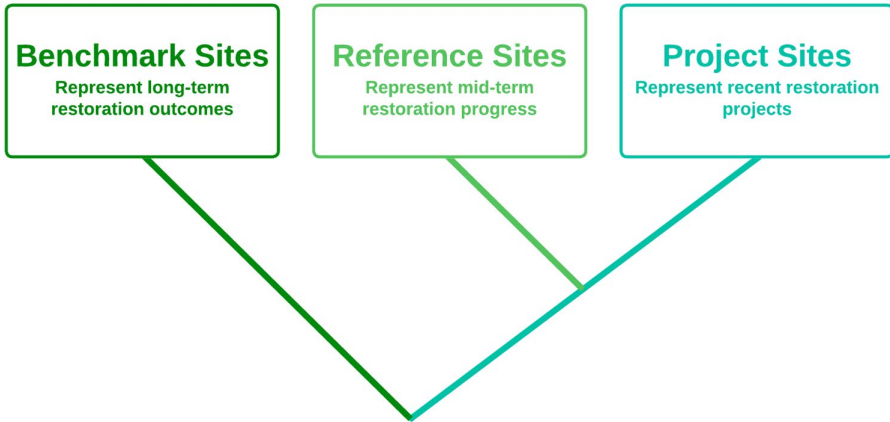 Benchmark Sites
Represent long-term
restoration outcomes
Reference Sites
Represent mid-term
restoration progress
Project Sites
Represent recent restoration
projects